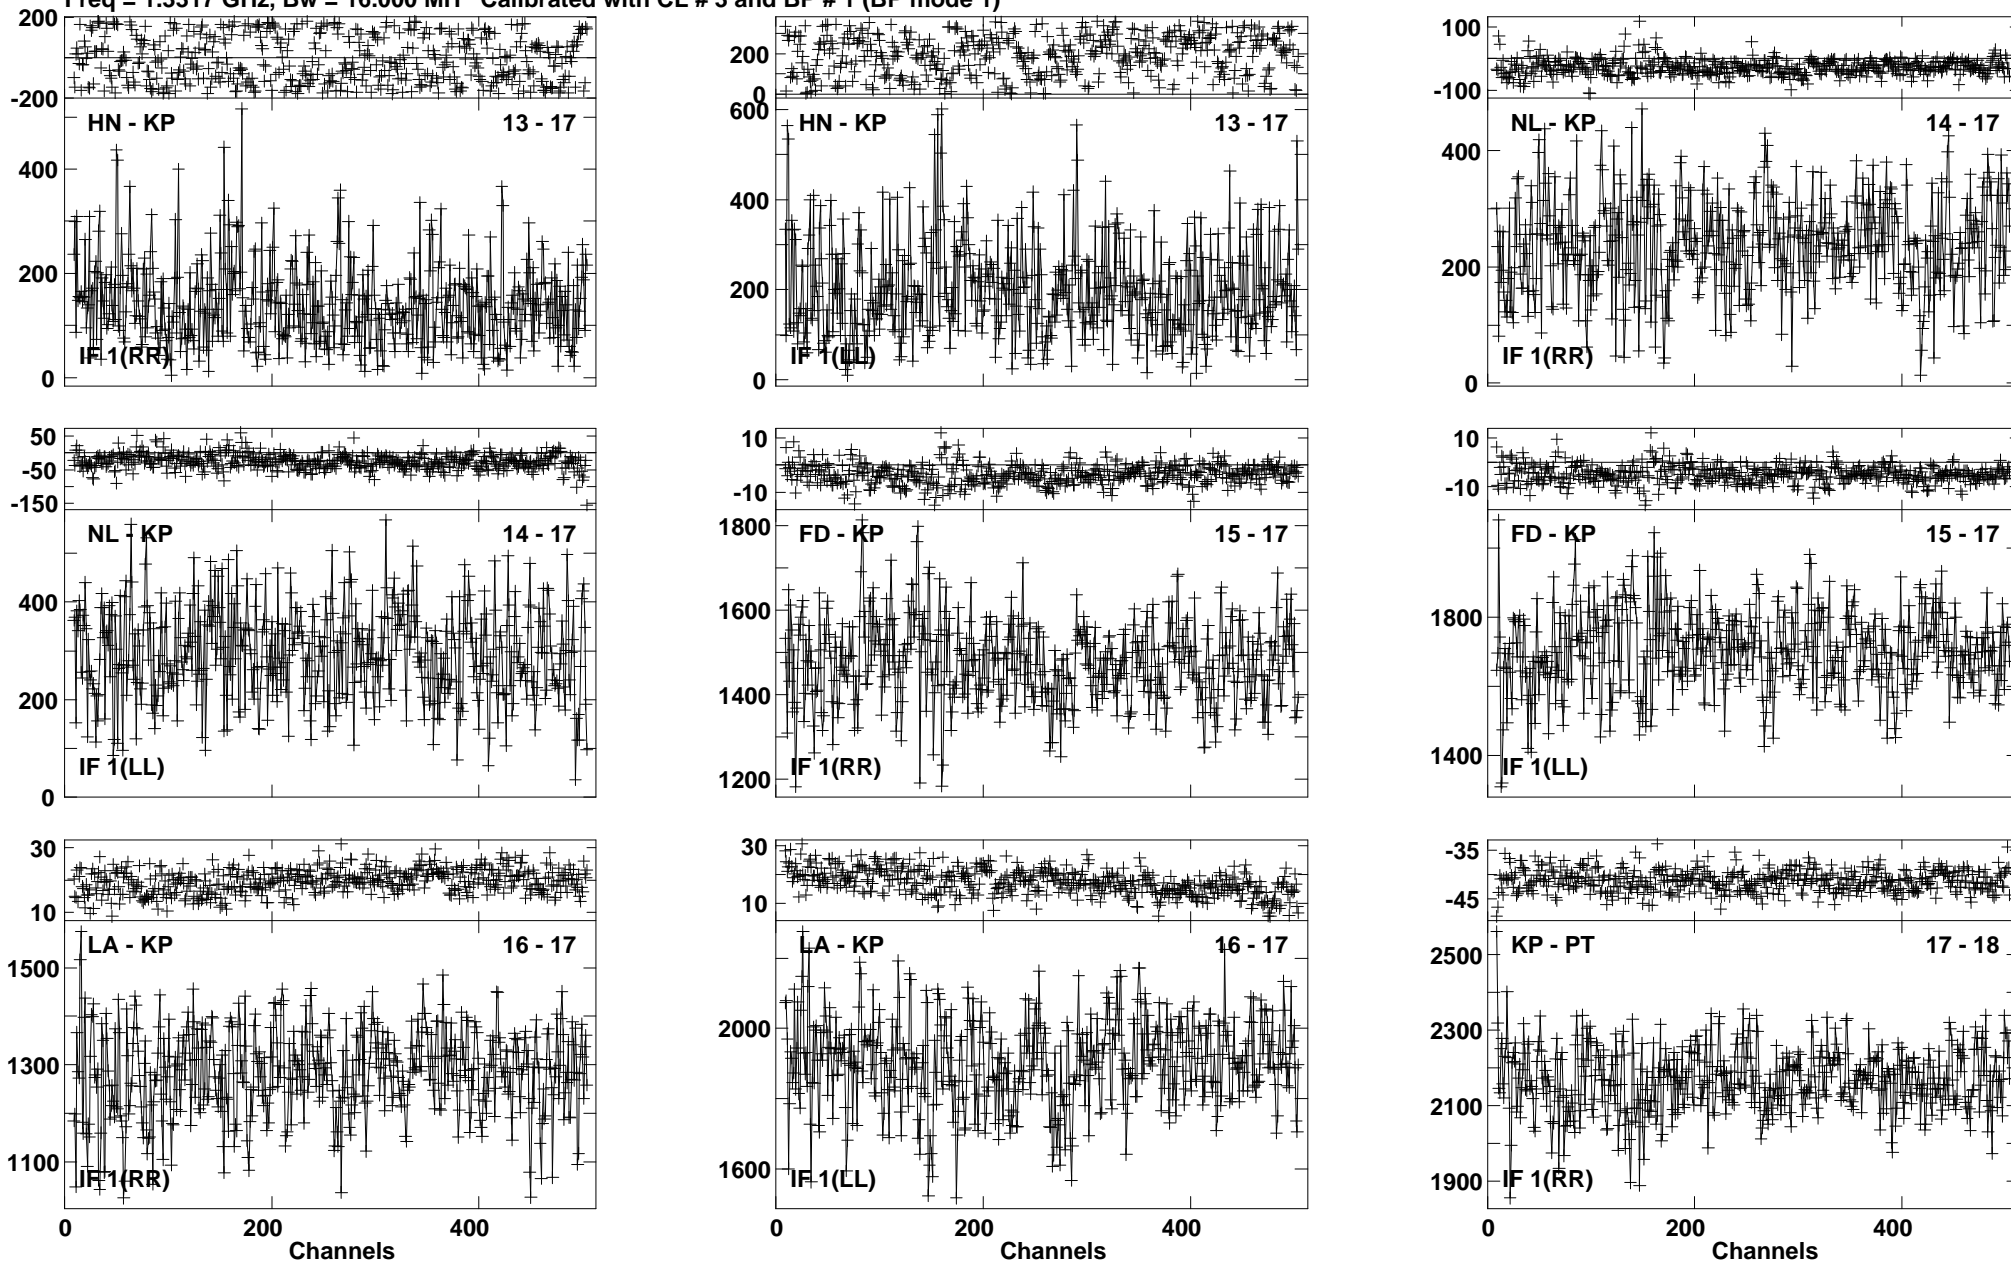 Freq = 1.3317 GHz, Bw = 16.000 MH Calibrated with CL # 3 and BP # 1 (BP mode 1)
200
-200
HN - KP 13 - 17
400
200
0
IF 1(RR)
200
0
HN - KP 13 - 17
600
400
200
0
IF 1(LL)
100
-100
NL - KP 14 - 17
400
200
0
IF 1(RR)
50
-50
-150
NL - KP 14 - 17
400
200
0
IF 1(LL)
10
-10
FD - KP 15 - 17
1800
1600
1400
1200
IF 1(RR)
10
-10
FD - KP 15 - 17
1800
1400
IF 1(LL)
30
10
LA - KP 16 - 17
1500
1300
1100
IF 1(RR)
0 200 400
Channels
30
10
LA - KP 16 - 17
2000
1600
IF 1(LL)
0 200 400
Channels
-35
-45
KP - PT 17 - 18
2500
2300
2100
1900
IF 1(RR)
0 200 400
Channels